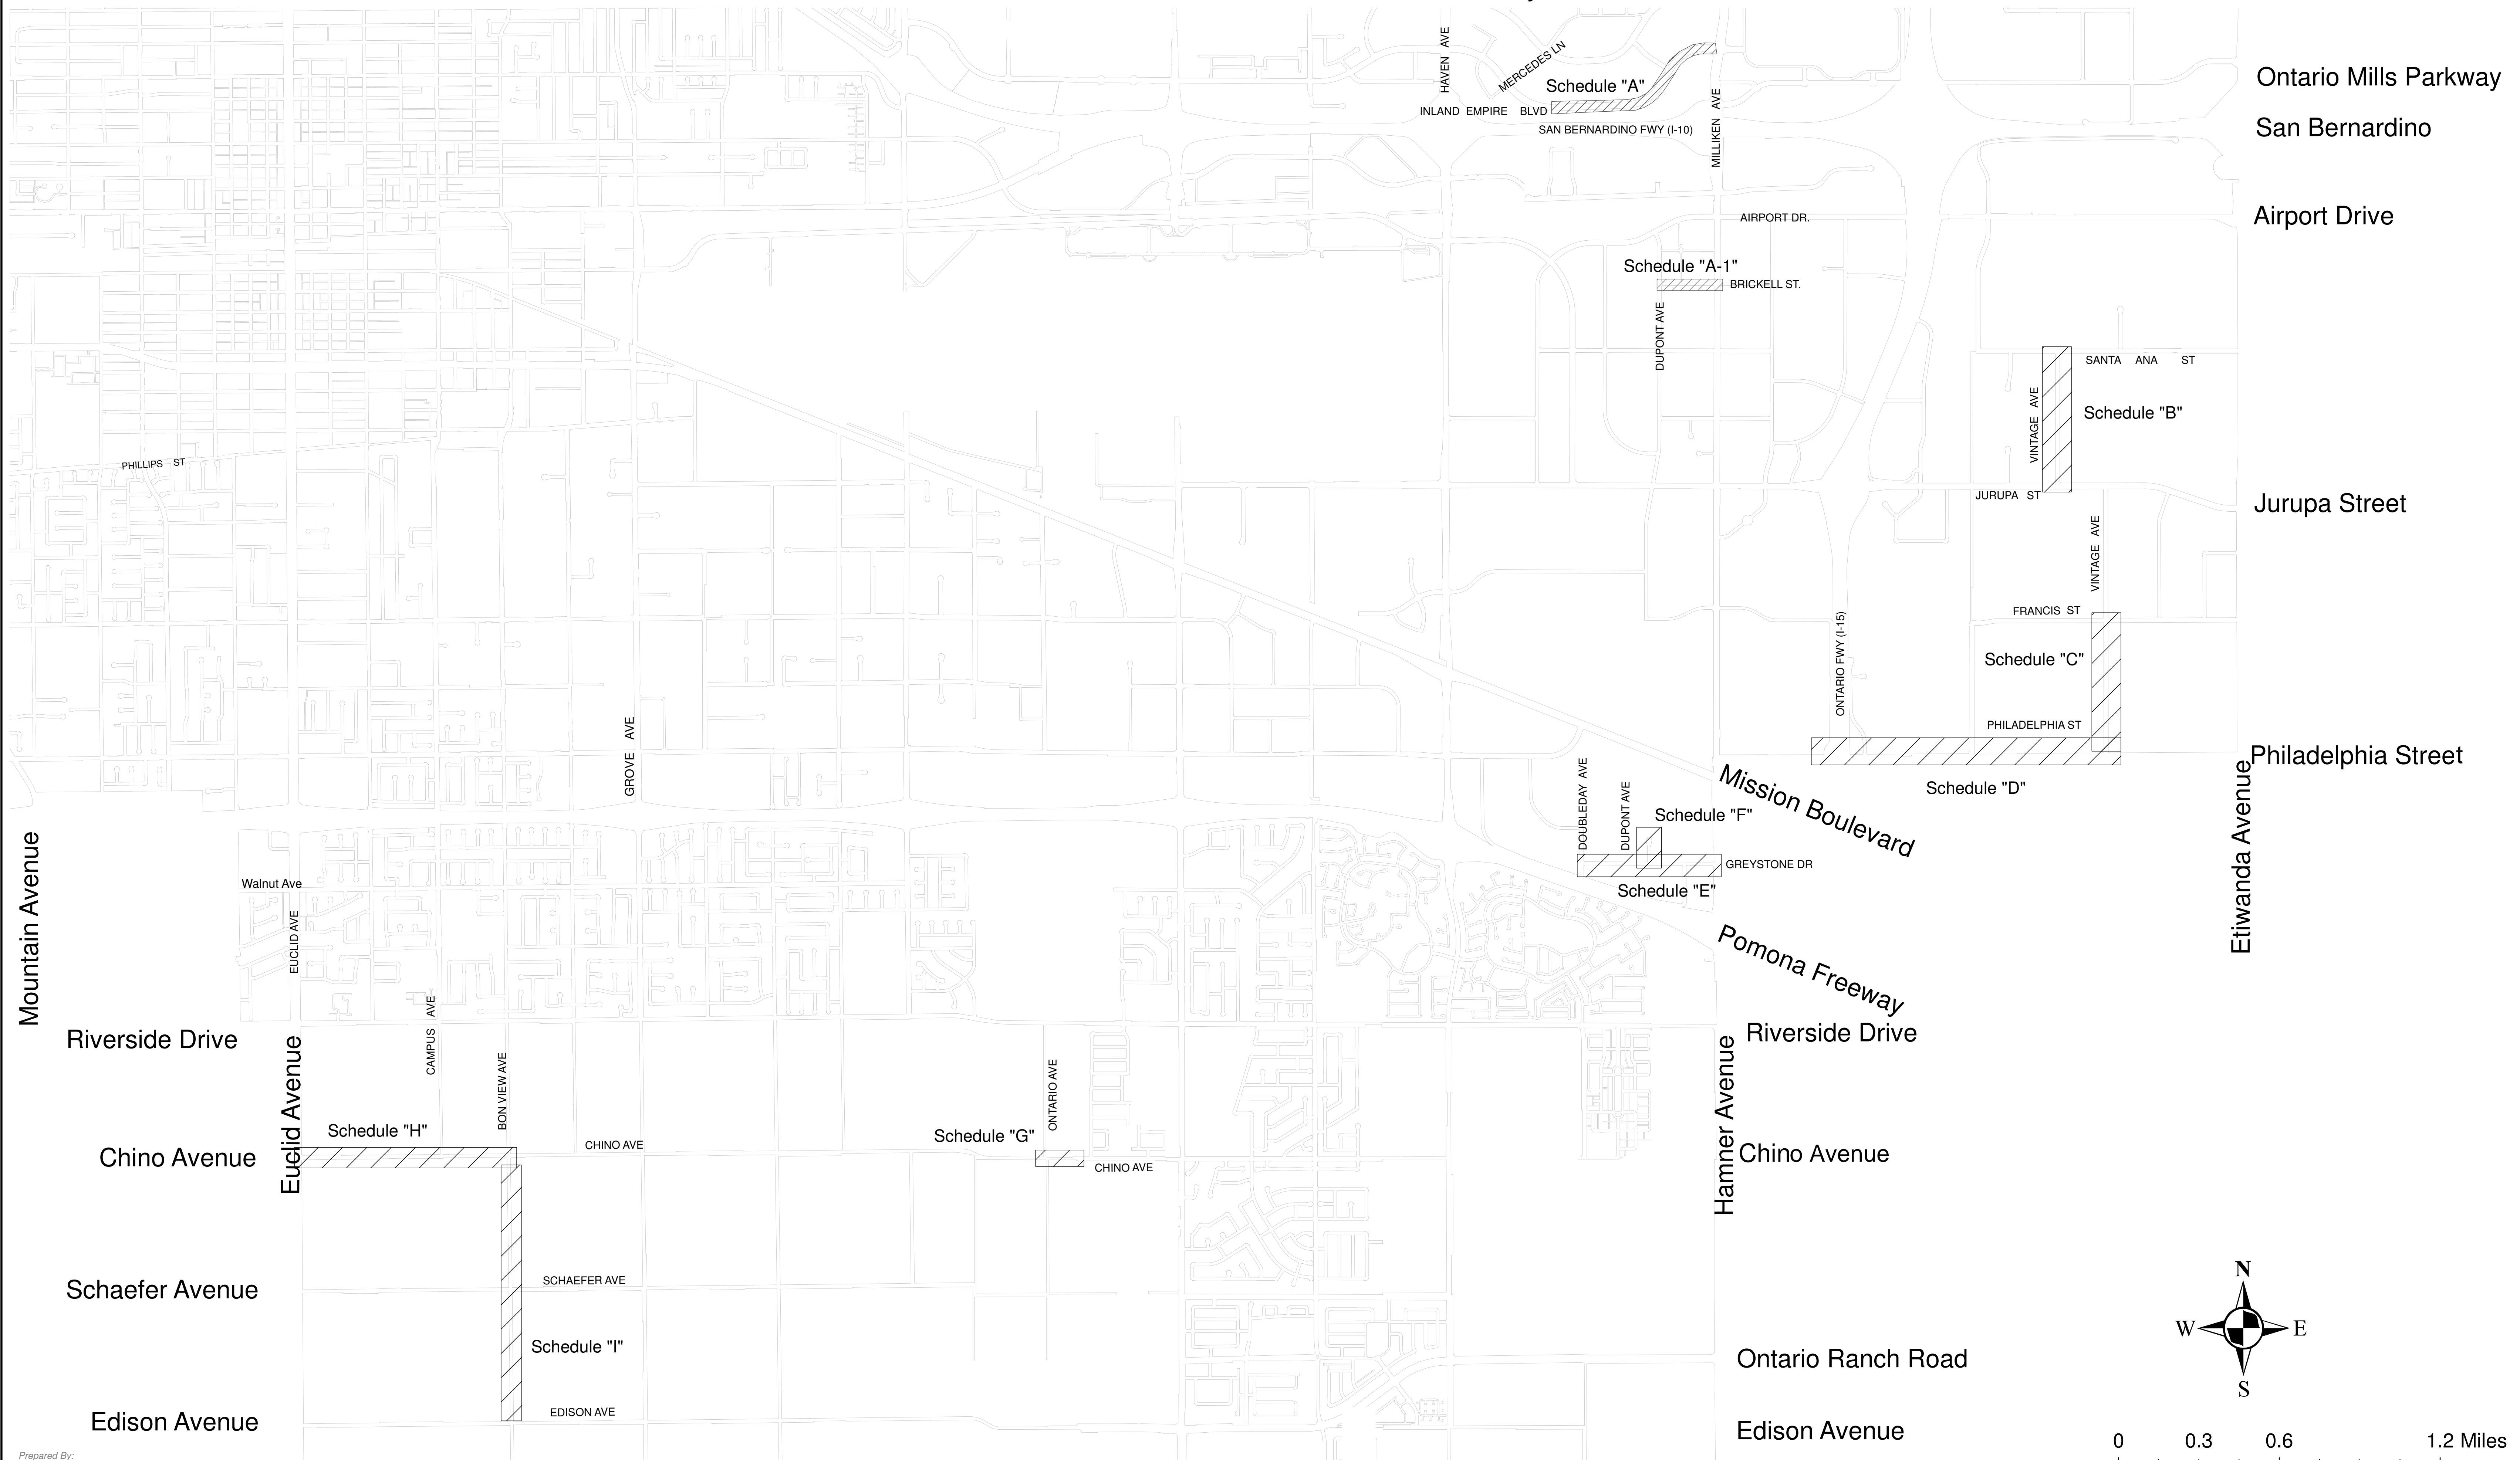 HAVEN AVE
MERCEDES LN
Schedule "A"
Ontario Mills Parkway
INLAND EMPIRE BLVD
MILLIKEN AVE
SAN BERNARDINO FWY (I-10)
San Bernardino
AIRPORT DR.
Airport Drive
Schedule "A-1"
BRICKELL ST.
DUPONT AVE
SANTA ANA ST
VINTAGE AVE
Schedule "B"
PHILLIPS ST
JURUPA ST
Jurupa Street
VINTAGE AVE
FRANCIS ST
ONTARIO FWY (I-15)
Schedule "C"
GROVE AVE
PHILADELPHIA ST
Philadelphia Street
Schedule "D"
Mission Boulevard
DOUBLEDAY AVE
DUPONT AVE
Schedule "F"
GREYSTONE DR
Schedule "E"
Etiwanda Avenue
Mountain Avenue
Walnut Ave
EUCLID AVE
Pomona Freeway
CAMPUS AVE
Riverside Drive
Riverside Drive
Euclid Avenue
BON VIEW AVE
ONTARIO AVE
Hamner Avenue
Schedule "H"
CHINO AVE
Schedule "G"
Chino Avenue
CHINO AVE
Chino Avenue
Schaefer Avenue
SCHAEFER AVE
Schedule "I"
Ontario Ranch Road
N
W
E
S
Edison Avenue
EDISON AVE
Edison Avenue
0 0.3 0.6 1.2 Miles
Prepared By: